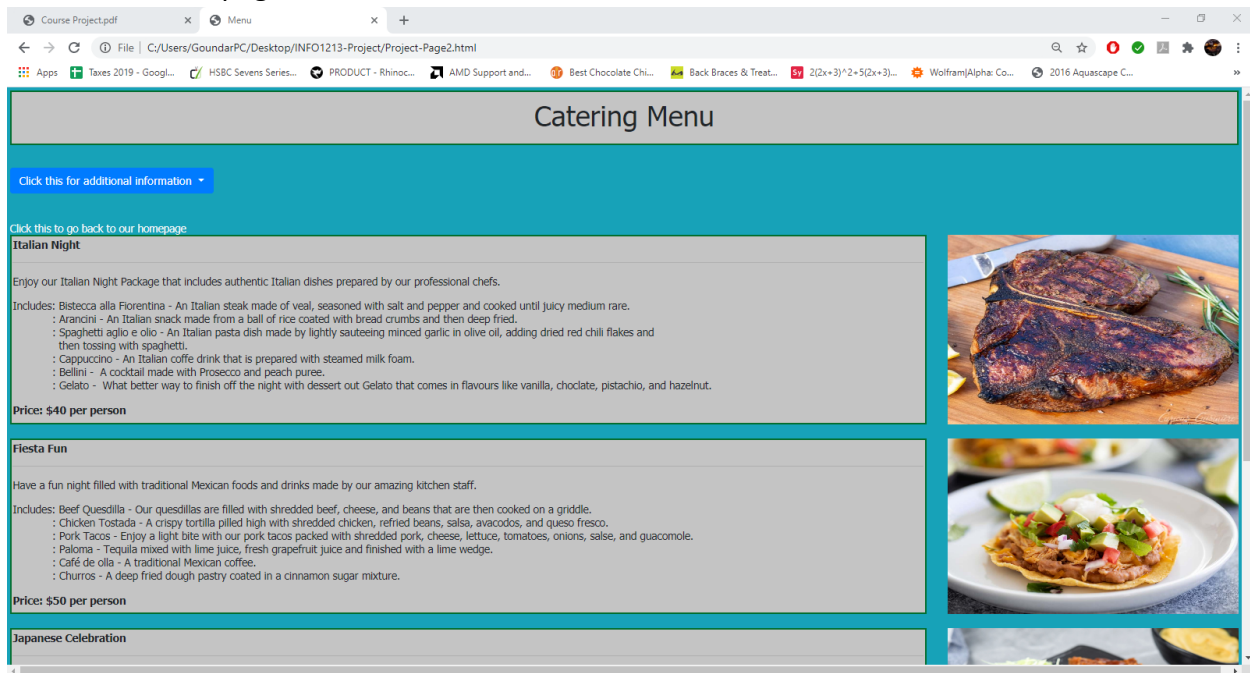 Course Project.pdf
Menu
File | C:/Users/GoundarPC/Desktop/INFO1213-Project/Project-Page2.html
Apps Taxes 2019 - Googl... HSBC Sevens Series... PRODUCT - Rhinoc... AMD Support and... Best Chocolate Chi... Back Braces & Treat... Sy 2(2x+3)^2+5(2x+3)... Wolfram|Alpha: Co... 2016 Aquascape C... »
Catering Menu
Click this for additional information
Click this to go back to our homepage
Italian Night
Enjoy our Italian Night Package that includes authentic Italian dishes prepared by our professional chefs.
Includes: Bistecca alla Fiorentina - An Italian steak made of veal, seasoned with salt and pepper and cooked until juicy medium rare.
: Arancini - An Italian snack made from a ball of rice coated with bread crumbs and then deep fried.
: Spaghetti aglio e olio - An Italian pasta dish made by lightly sauteeing minced garlic in olive oil, adding dried red chili flakes and
then tossing with spaghetti.
: Cappuccino - An Italian coffe drink that is prepared with steamed milk foam.
: Bellini - A cocktail made with Prosecco and peach puree.
: Gelato - What better way to finish off the night with dessert out Gelato that comes in flavours like vanilla, choclate, pistachio, and hazelnut.
Price: $40 per person
Fiesta Fun
Have a fun night filled with traditional Mexican foods and drinks made by our amazing kitchen staff.
Includes: Beef Quesdilla - Our quesdillas are filled with shredded beef, cheese, and beans that are then cooked on a griddle.
: Chicken Tostada - A crispy tortilla pilled high with shredded chicken, refried beans, salsa, avacodos, and queso fresco.
: Pork Tacos - Enjoy a light bite with our pork tacos packed with shredded pork, cheese, lettuce, tomatoes, onions, salse, and guacomole.
: Paloma - Tequila mixed with lime juice, fresh grapefruit juice and finished with a lime wedge.
: Café de olla - A traditional Mexican coffee.
: Churros - A deep fried dough pastry coated in a cinnamon sugar mixture.
Price: $50 per person
Japanese Celebration